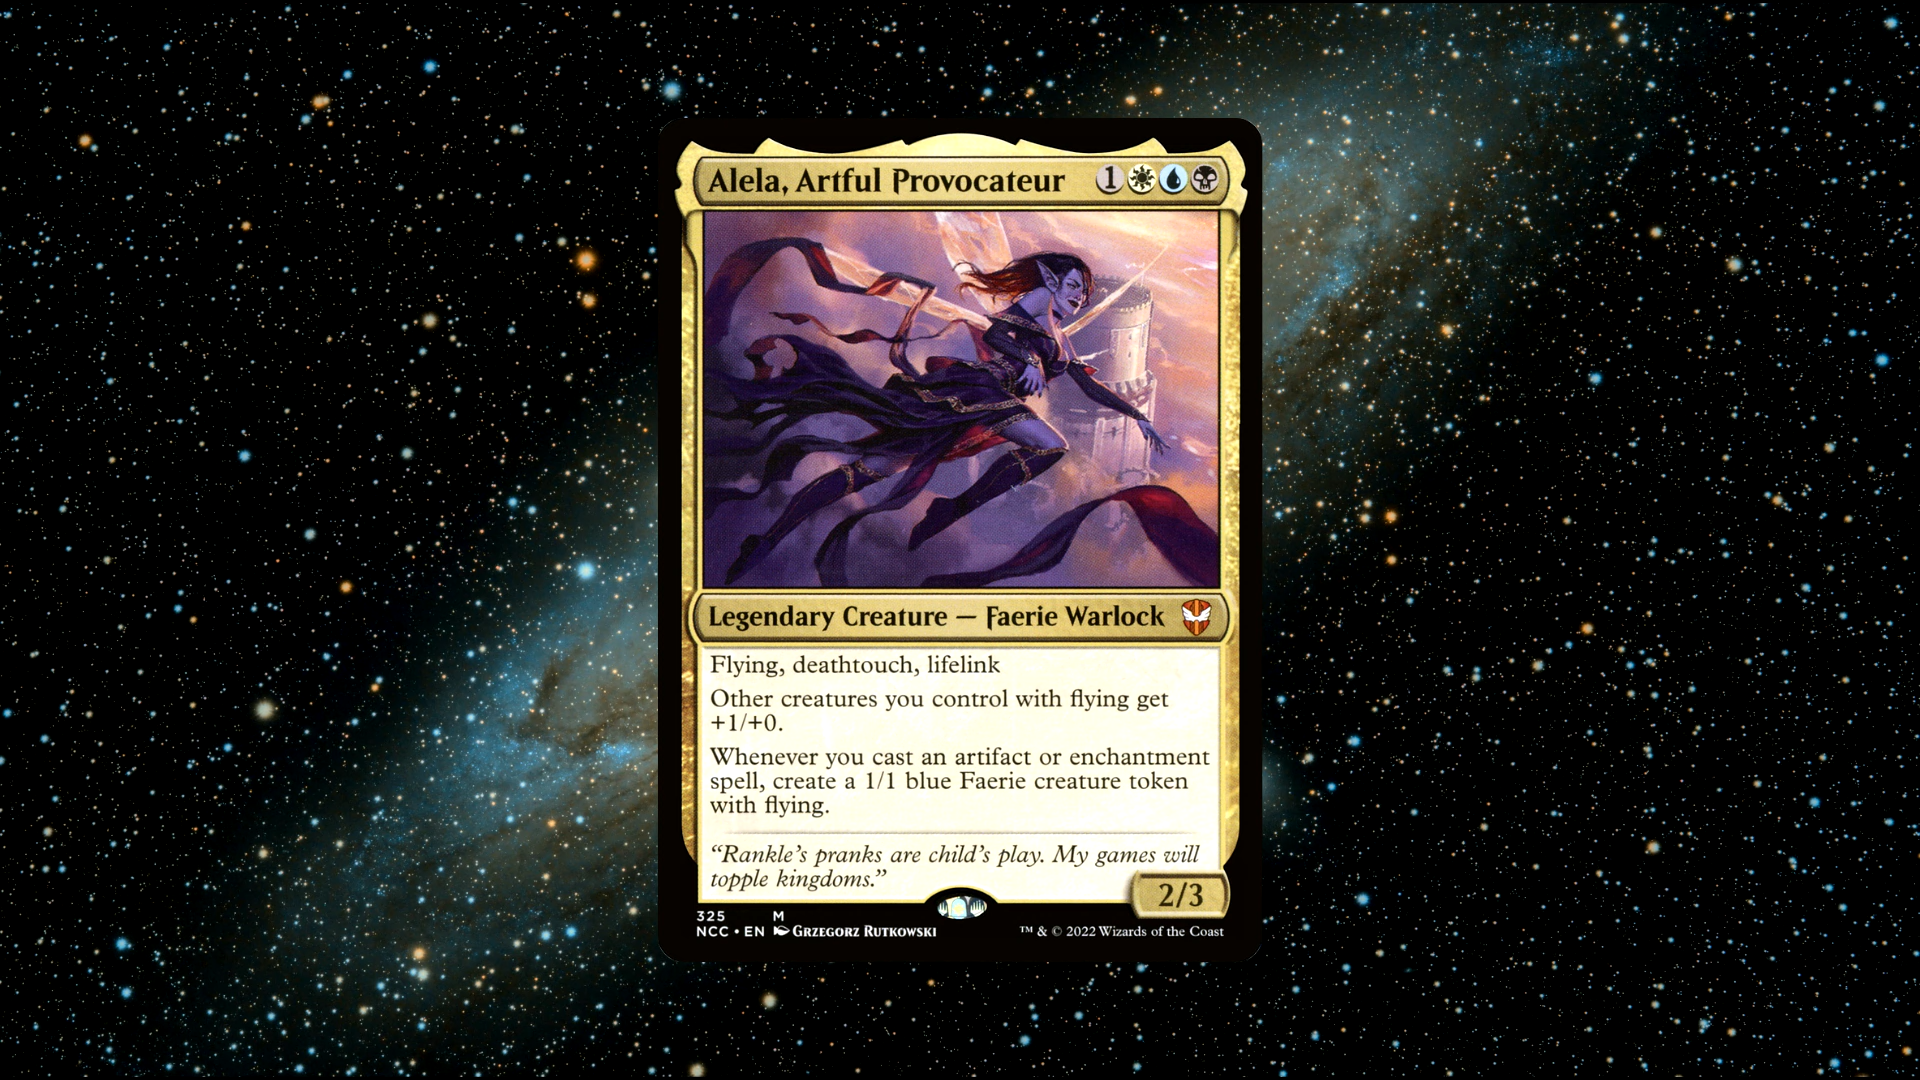 Alela, Artful Provocateur 1
Legendary Creature — Faerie Warlock
Flying, deathtouch, lifelink
Other creatures you control with flying get
+1/+0.
Whenever you cast an artifact or enchantment
spell, create a 1/1 blue Faerie creature token
with flying.
“Rankle’s pranks are child’s play. My games will
topple kingdoms.”
2/3
325 M
NCC • EN Grzegorz Rutkowski
™ & © 2022 Wizards of the Coast